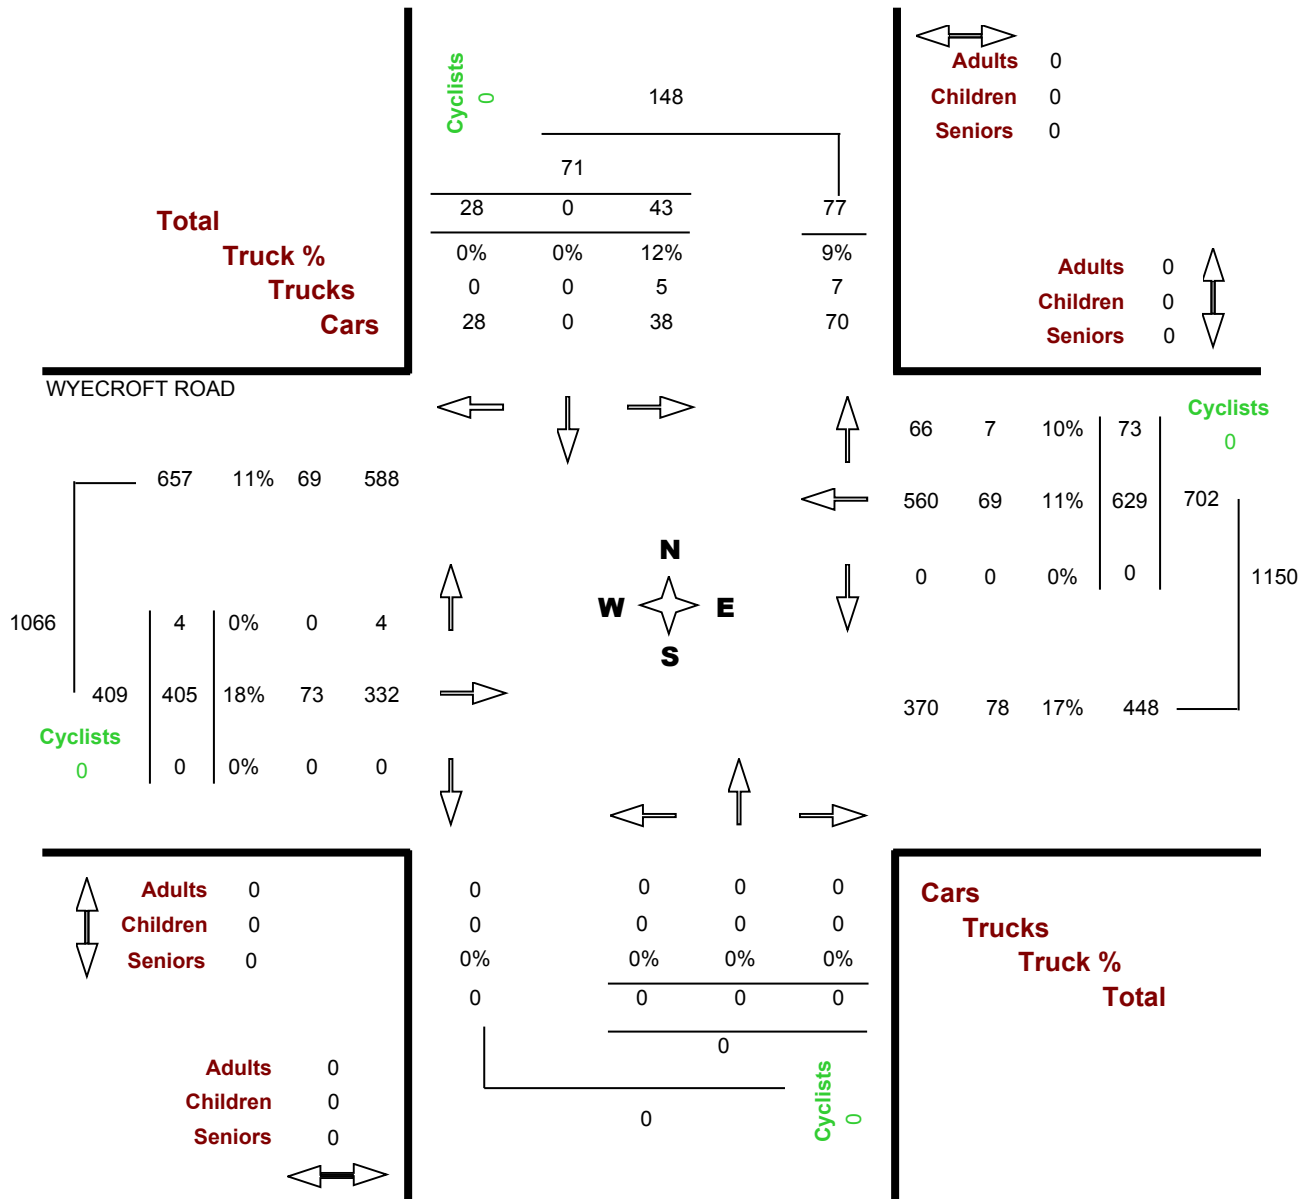 Cyclists
0
148
Adults 0
Children 0
Seniors 0
71
Total 28 0 43 77
Truck % 0% 0% 12% 9%
Trucks 0 0 5 7
Cars 28 0 38 70
Adults 0
Children 0
Seniors 0
WYECROFT ROAD
Cyclists
0
66 7 10% 73
657 11% 69 588
560 69 11% 629 702
N
W E
S
0 0 0% 0
1150
1066
4 0% 0 4
409 405 18% 73 332
370 78 17% 448
Cyclists
0
0 0% 0 0
Adults 0
Children 0
Seniors 0
0 0 0 0
0 0 0 0
0% 0% 0% 0%
0 0 0 0
Cars
Trucks
Truck %
Total
0
Adults 0
Children 0
Seniors 0
0
Cyclists
0